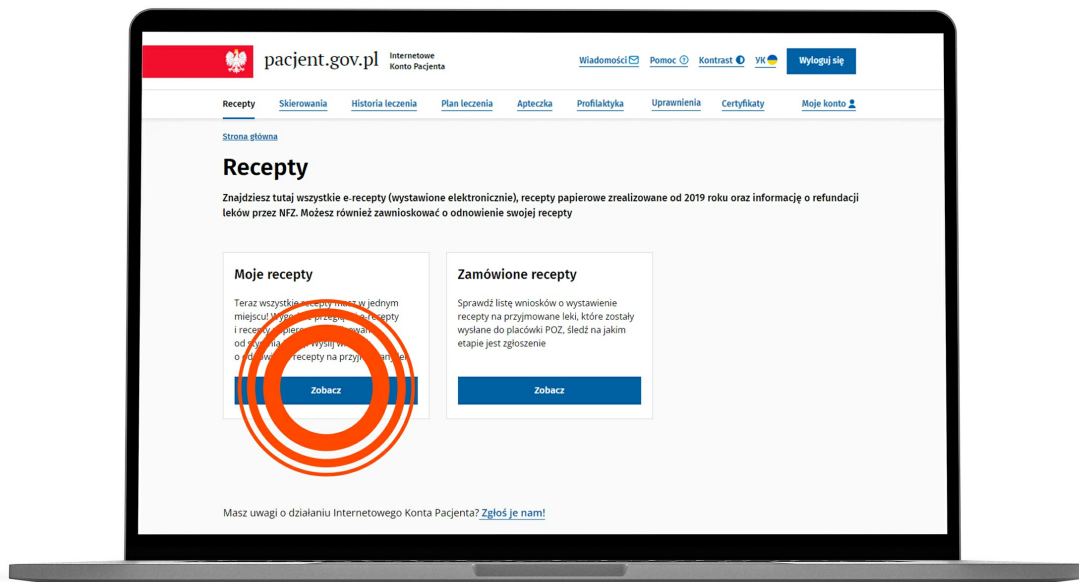 pacjent.gov.pl
Internetowe
Konto Pacjenta
Wiadomości Pomoc Kontrast УК Wyloguj się
Recepty Skierowania Historia leczenia Plan leczenia Apteczka Profilaktyka Uprawnienia Certyfikaty Moje konto
Strona główna
Recepty
Znajdziesz tutaj wszystkie e-recepty (wystawione elektronicznie), recepty papierowe zrealizowane od 2019 roku oraz informację o refundacji
leków przez NFZ. Możesz również zawnioskować o odnowienie swojej recepty
Moje recepty
Teraz wszystkie recepty masz w jednym
miejscu!
i
od
o recepty na
Zobacz
Zamówione recepty
Sprawdź listę wniosków o wystawienie
recepty na przyjmowane leki, które zostały
wysłane do placówki POZ, śledź na jakim
etapie jest zgłoszenie
Zobacz
Masz uwagi o działaniu Internetowego Konta Pacjenta? Zgłoś je nam!